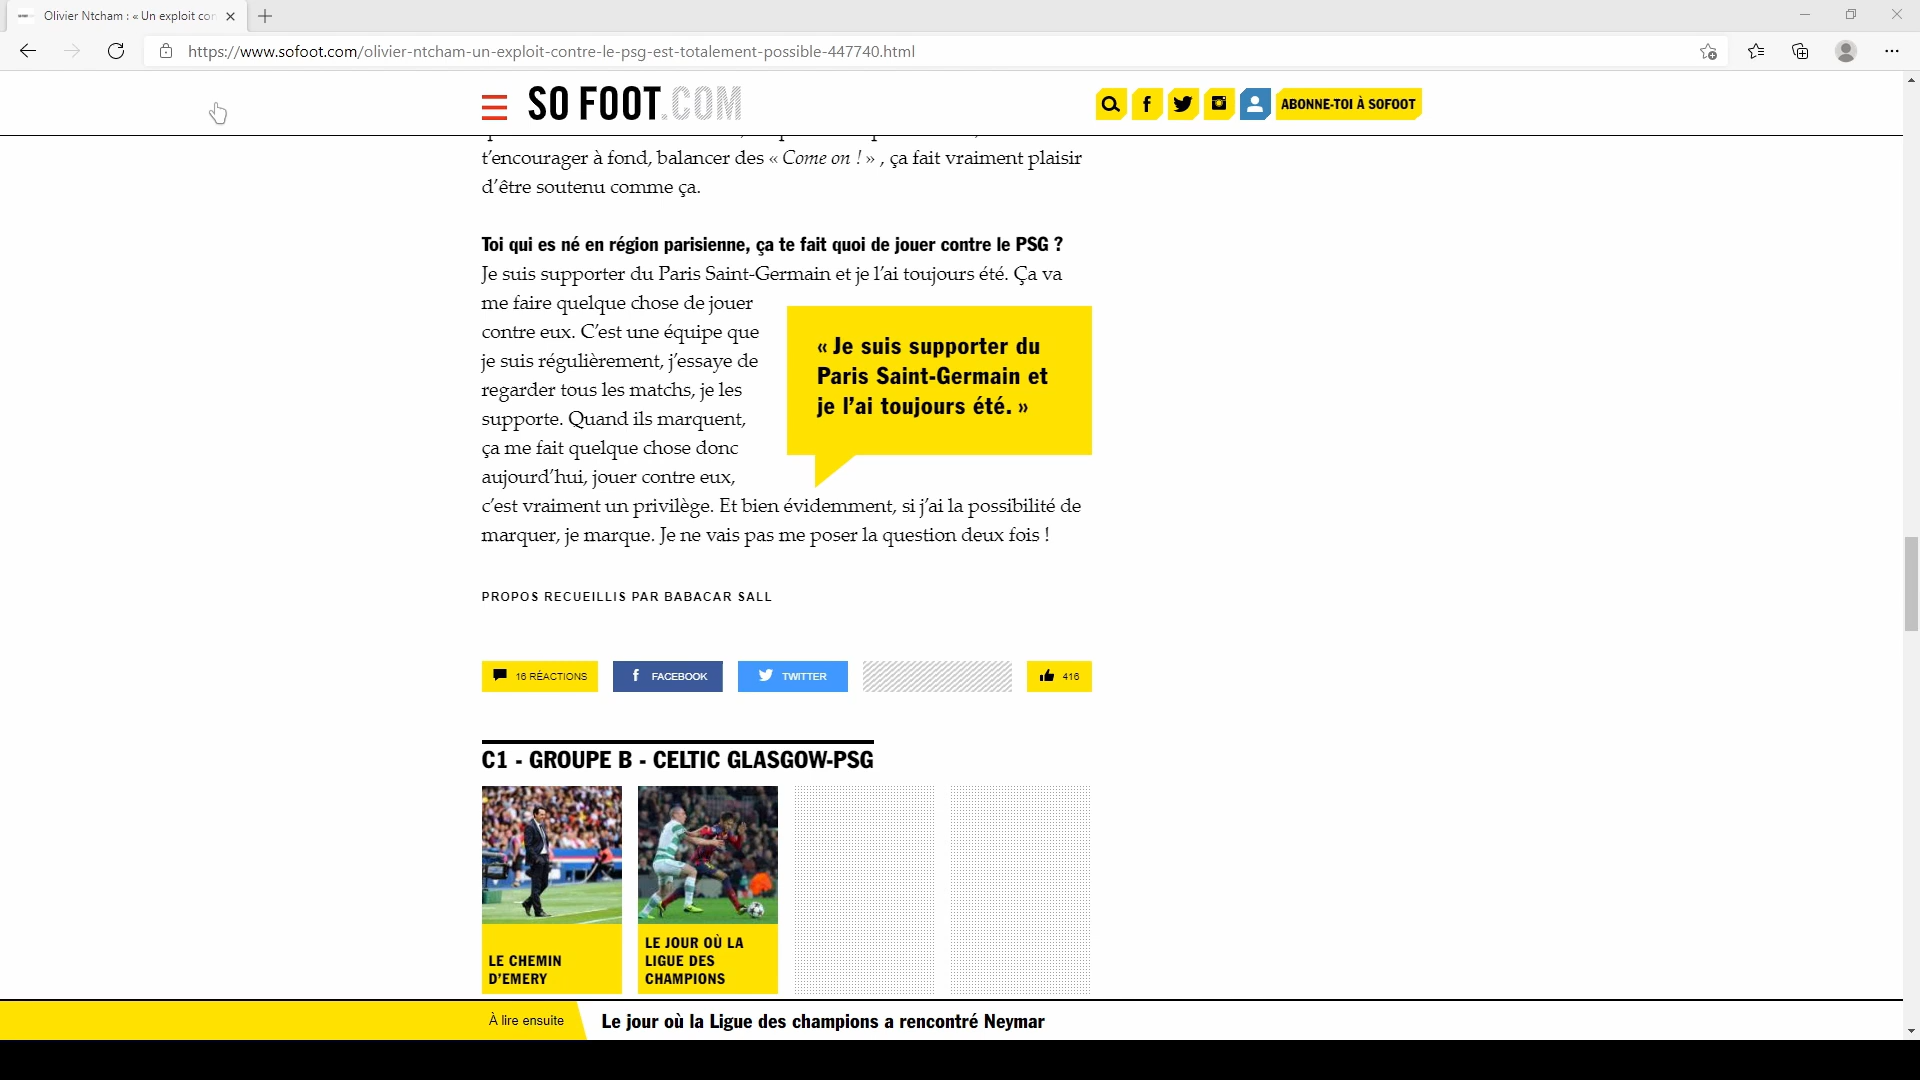 Olivier Ntcham : « Un exploit con
https://www.sofoot.com/olivier-ntcham-un-exploit-contre-le-psg-est-totalement-possible-447740.html
SO FOOT.COM
ABONNE-TOI À SOFOOT
t'encourager à fond, balancer des « Come on ! » , ça fait vraiment plaisir
d'être soutenu comme ça.
Toi qui es né en région parisienne, ça te fait quoi de jouer contre le PSG ?
Je suis supporter du Paris Saint-Germain et je l'ai toujours été. Ça va
me faire quelque chose de jouer
contre eux. C'est une équipe que
je suis régulièrement, j'essaye de
regarder tous les matchs, je les
supporte. Quand ils marquent,
ça me fait quelque chose donc
aujourd'hui, jouer contre eux,
c'est vraiment un privilège. Et bien évidemment, si j'ai la possibilité de
marquer, je marque. Je ne vais pas me poser la question deux fois !
« Je suis supporter du
Paris Saint-Germain et
je l'ai toujours été. »
PROPOS RECUEILLIS PAR BABACAR SALL
16 RÉACTIONS
FACEBOOK
TWITTER
416
C1 - GROUPE B - CELTIC GLASGOW-PSG
LE CHEMIN
D'EMERY
LE JOUR OÙ LA
LIGUE DES
CHAMPIONS
À lire ensuite
Le jour où la Ligue des champions a rencontré Neymar